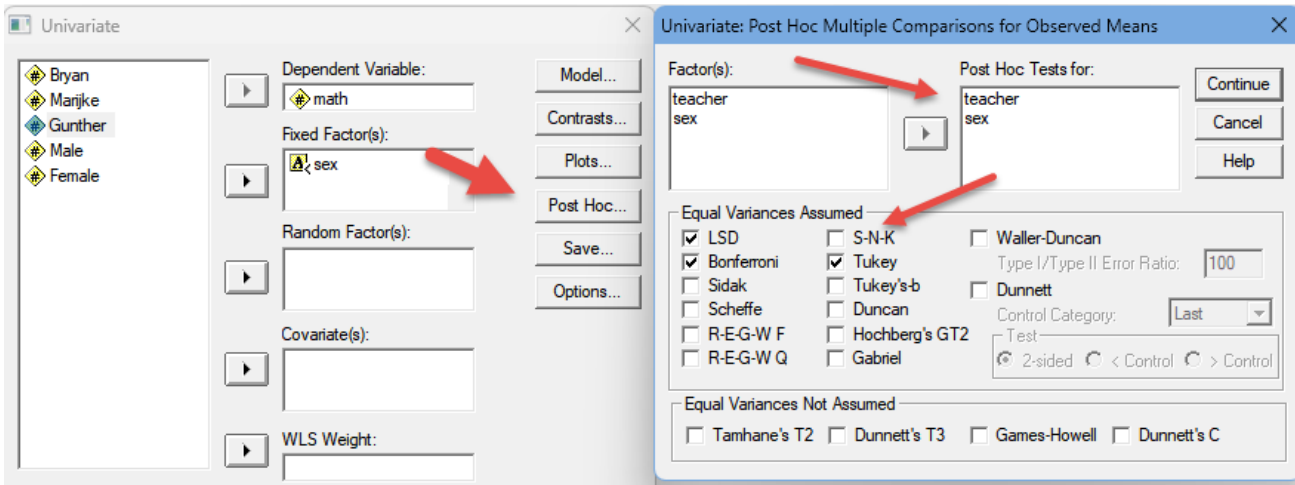 Univariate
Bryan
Marijke
Gunther
Male
Female
Dependent Variable:
math
Fixed Factor(s):
sex
Random Factor(s):
Covariate(s):
WLS Weight:
Model...
Contrasts...
Plots...
Post Hoc...
Save...
Options...
Univariate: Post Hoc Multiple Comparisons for Observed Means
Factor(s):
teacher
sex
Post Hoc Tests for:
teacher
sex
Continue
Cancel
Help
Equal Variances Assumed
LSD
Bonferroni
Sidak
Scheffe
R-E-G-W F
R-E-G-W Q
S-N-K
Tukey
Tukey's-b
Duncan
Hochberg's GT2
Gabriel
Waller-Duncan
Type I/Type II Error Ratio: 100
Dunnett
Control Category: Last
Test
2-sided < Control > Control
Equal Variances Not Assumed
Tamhane's T2 Dunnett's T3 Games-Howell Dunnett's C